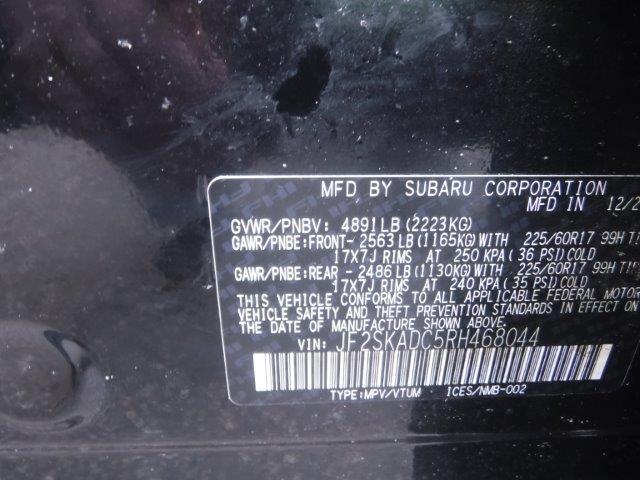 MFD BY SUBARU CORPORATION
MFD IN 12/2
GVWR/PNBV: 4891LB (2223KG)
GAWR/PNBE:FRONT- 2563 LB (1165KG)WITH 225/60R17 99H
17X7J RIMS AT 250 KPA ( 36 PSI)COLD
GAWR/PNBE:REAR - 2486 LB (1130KG)WITH 225/60R17 99H
17X7J RIMS AT 240 KPA ( 35 PSI)COLD
THIS VEHICLE CONFORMS TO ALL APPLICABLE FEDERAL MOTOR
VEHICLE SAFETY AND THEFT PREVENTION STANDARDS IN EFFECT ON
THE DATE OF MANUFACTURE SHOWN ABOVE.
VIN: JF2SKADC5RH468044
TYPE:MPV/VTUM ICES/NMB-002